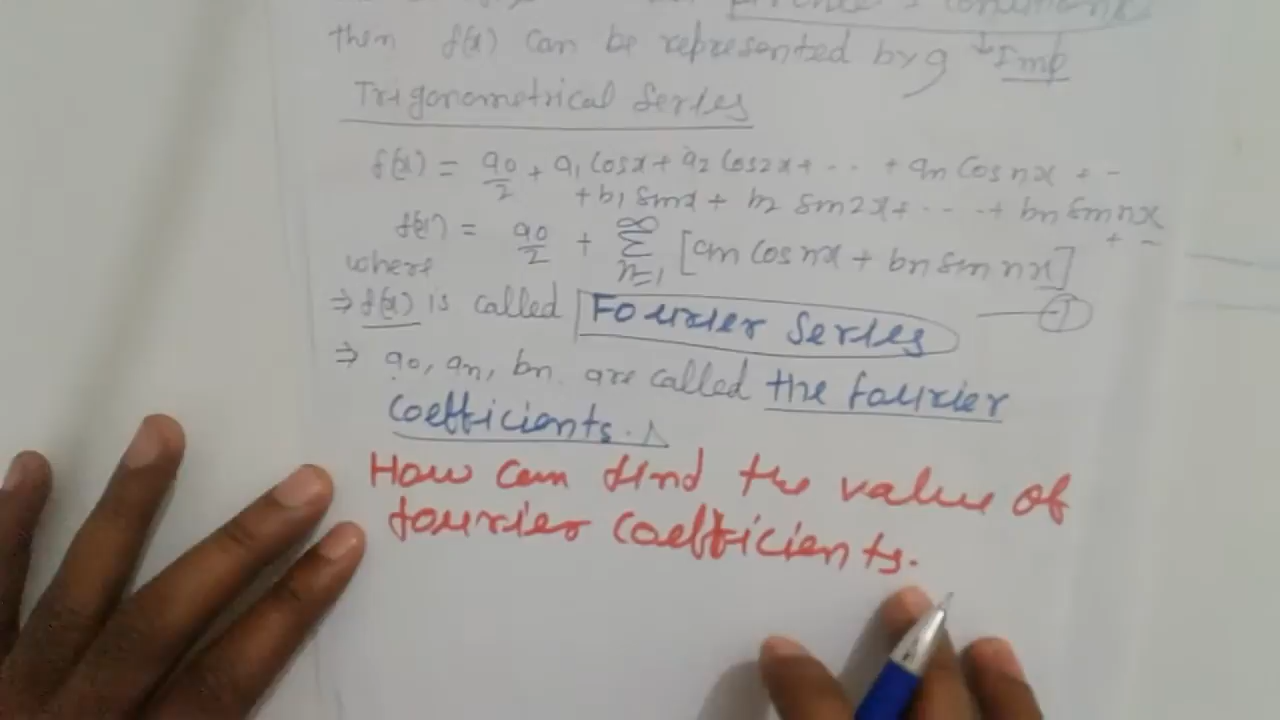 Conditions
then f(x) can be represented by a ↓Imp
Trigonometrical Series
f(x) = a0/2 + a1 Cosx + a2 Cos2x + ... + an Cos nx + -
+ b1 Sinx + b2 Sin2x + ... + bn Sin nx + -
f(x) = a0/2 + ∞Σn=1 [an Cos nx + bn Sin nx]
where
⇒ f(x) is called Fourier Series —①
⇒ a0, an, bn. are called the fourier
Coefficients.
How can find the value of
fourier Coefficients.